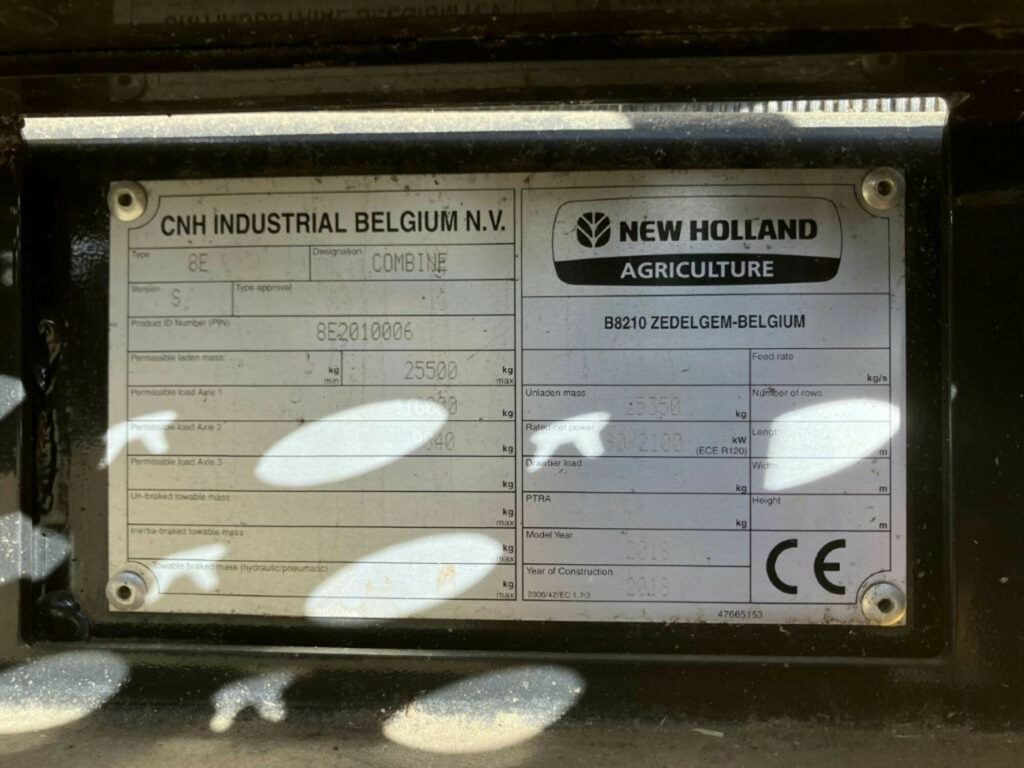 CNH INDUSTRIAL BELGIUM N.V.
Type 8E Designation COMBINE
Version S Type approval
Product ID Number (PIN) 8E2010006
Permissible laden mass kg min 25500 kg max
Permissible load Axle 1 kg
Permissible load Axle 2 kg
Permissible load Axle 3 kg
Un-braked towable mass kg max
Inertia-braked towable mass kg max
Towable braked mass (hydraulic/pneumatic) kg max
NEW HOLLAND
AGRICULTURE
B8210 ZEDELGEM-BELGIUM
Feed rate kg/s
Unladen mass kg Number of rows
Rated net power /2100 kW (ECE R120) Length m
Drawbar load kg Width m
PTRA kg Height m
Model Year 2018
Year of Construction 2018
2006/42/EC 1.7.3
CE
47665153